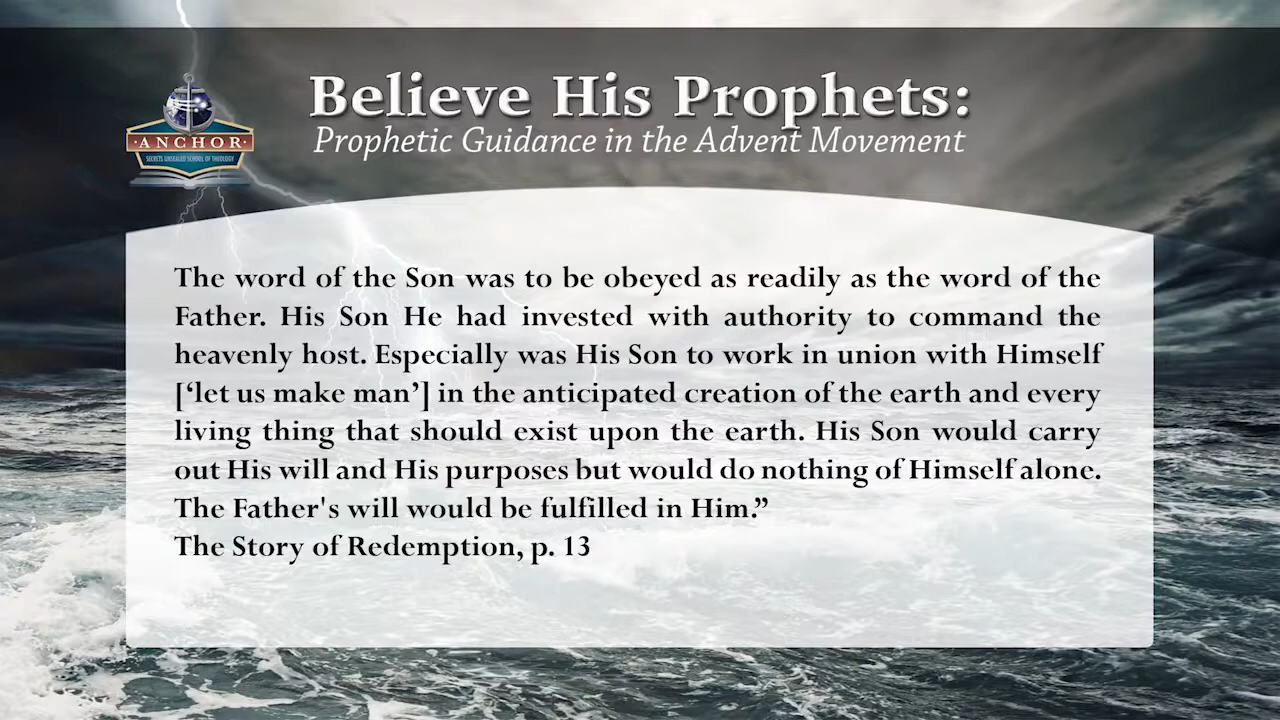 Believe His Prophets:
Prophetic Guidance in the Advent Movement
·ANCHOR·
SECRETS UNSEALED SCHOOL OF THEOLOGY
The word of the Son was to be obeyed as readily as the word of the
Father. His Son He had invested with authority to command the
heavenly host. Especially was His Son to work in union with Himself
[‘let us make man’] in the anticipated creation of the earth and every
living thing that should exist upon the earth. His Son would carry
out His will and His purposes but would do nothing of Himself alone.
The Father's will would be fulfilled in Him.”
The Story of Redemption, p. 13